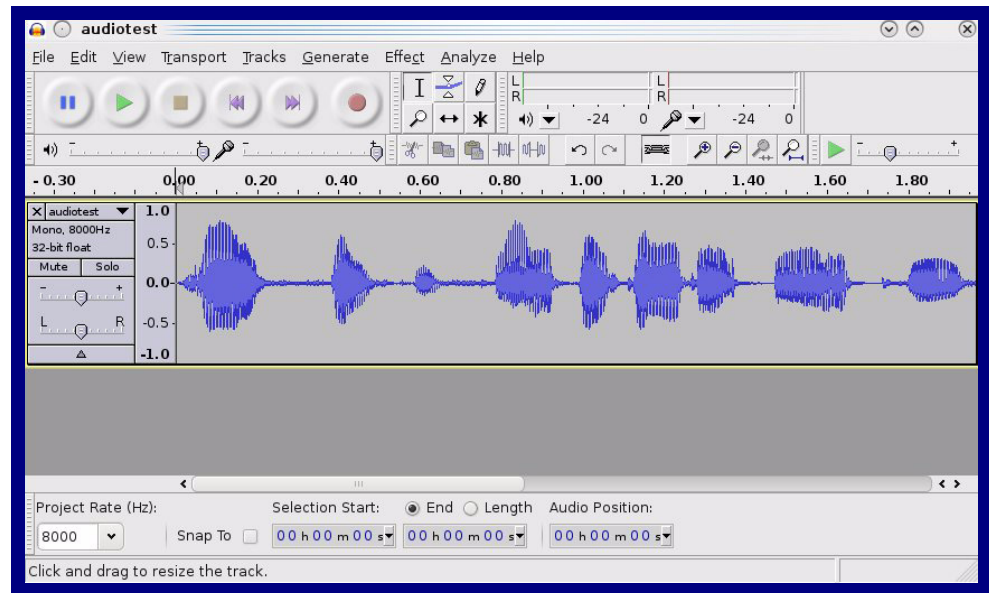 audiotest
File Edit View Transport Tracks Generate Effect Analyze Help
L L
R R
-24 0 -24 0
- 0.30 0.00 0.20 0.40 0.60 0.80 1.00 1.20 1.40 1.60 1.80
X audiotest 1.0
Mono, 8000Hz
32-bit float 0.5
Mute Solo
- + 0.0
L R -0.5
-1.0
Project Rate (Hz): Selection Start: End Length Audio Position:
8000 Snap To 00 h 00 m 00 s 00 h 00 m 00 s 00 h 00 m 00 s
Click and drag to resize the track.